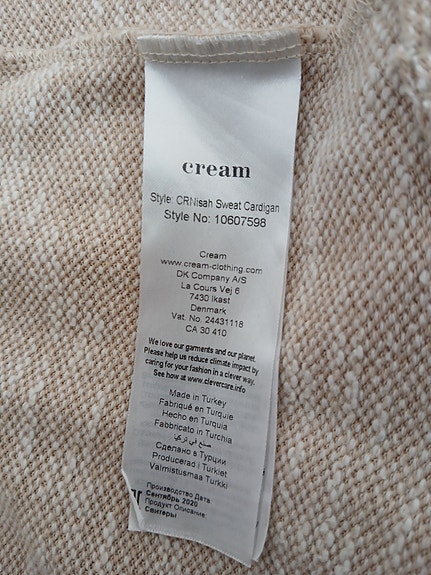 cream
Style: CRNisah Sweat Cardigan
Style No: 10607598
Cream
www.cream-clothing.com
DK Company A/S
La Cours Vej 6
7430 Ikast
Denmark
Vat. No. 24431118
CA 30 410
We love our garments and our planet.
Please help us reduce climate impact by
caring for your fashion in a clever way.
See how at www.clevercare.info
Made in Turkey
Fabriqué en Turquie
Hecho en Turquia
Fabbricato in Turchia
صنع في تركيا
Сделано в Турции
Producerad i Turkiet
Valmistusmaa Turkki
Производство Дата
Сентябрь 2020
Продукт Описание
Свитеры